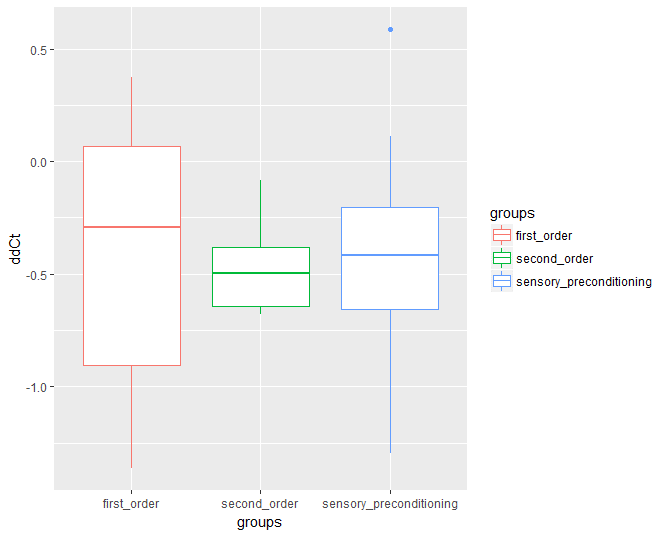 ddCt
0.5
0.0
-0.5
-1.0
first_order
second_order
sensory_preconditioning
groups
groups
first_order
second_order
sensory_preconditioning